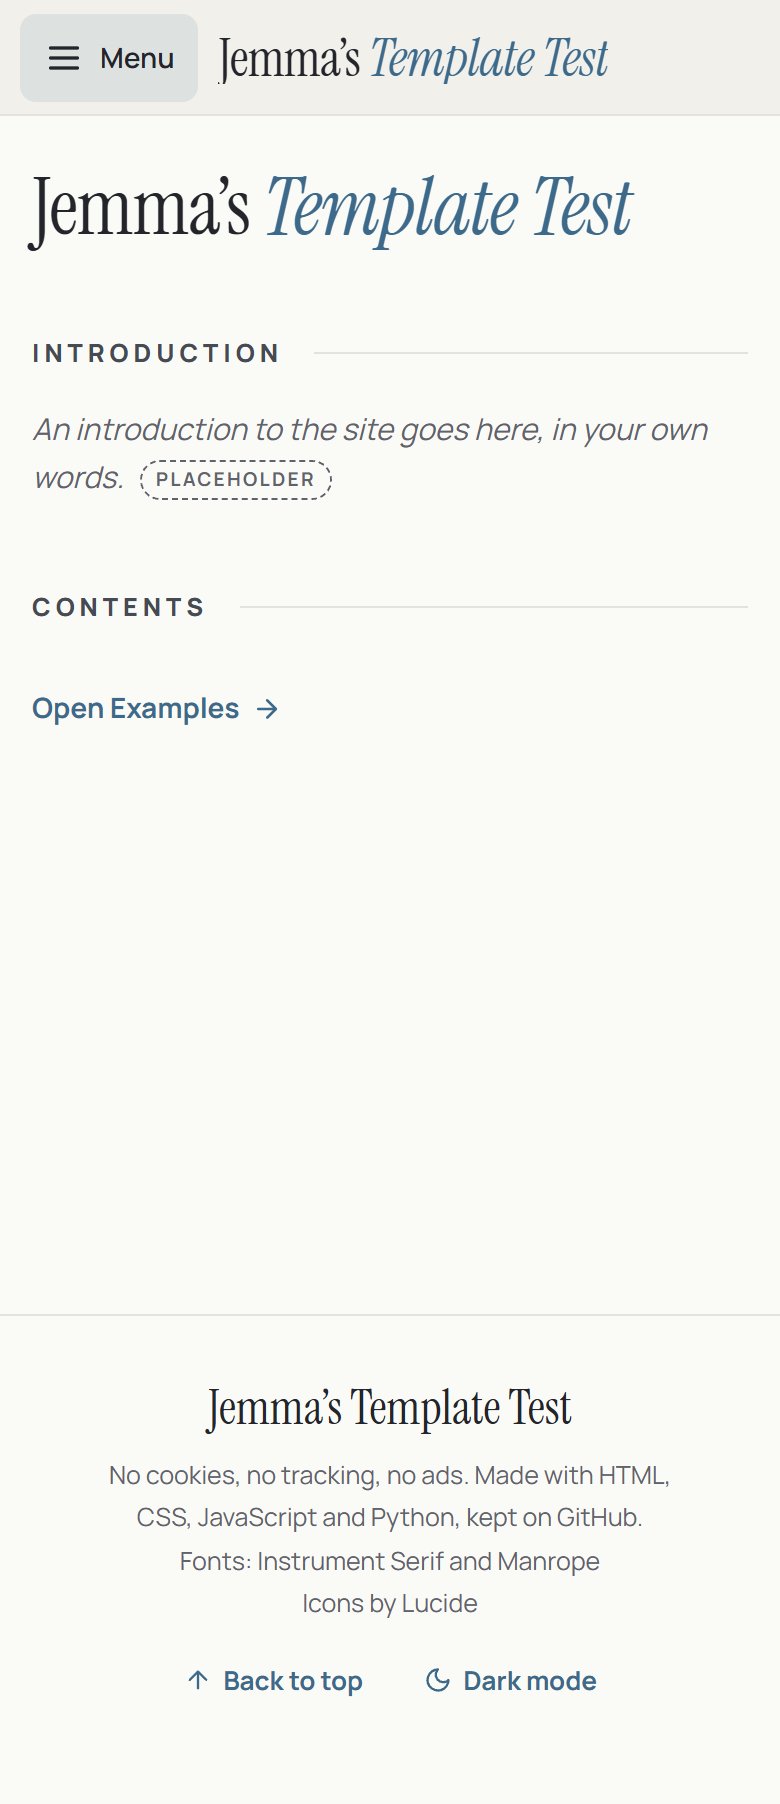 Menu
Jemma’s Template Test
Jemma’s Template Test
INTRODUCTION
An introduction to the site goes here, in your own
words. PLACEHOLDER
CONTENTS
Open Examples
Jemma’s Template Test
No cookies, no tracking, no ads. Made with HTML,
CSS, JavaScript and Python, kept on GitHub.
Fonts: Instrument Serif and Manrope
Icons by Lucide
Back to top
Dark mode